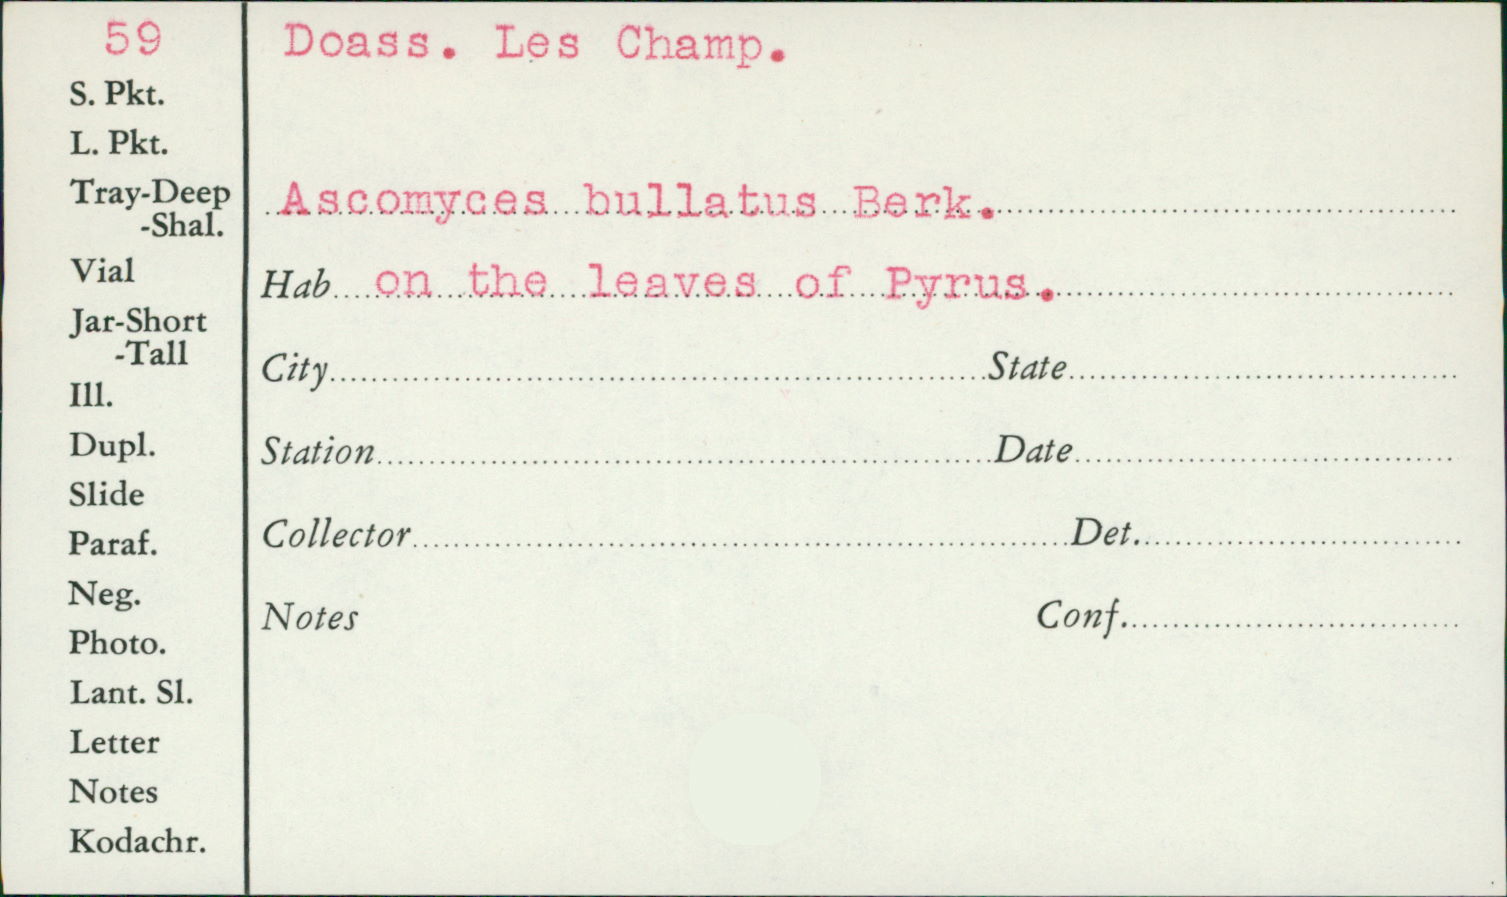 59
Doass. Les Champ.
S. Pkt.
L. Pkt.
Tray-Deep
-Shal.
Ascomyces bullatus Berk.
Vial
Hab on the leaves of Pyrus.
Jar-Short
-Tall
City State
Ill.
Dupl.
Station Date
Slide
Paraf.
Collector Det.
Neg.
Notes Conf.
Photo.
Lant. Sl.
Letter
Notes
Kodachr.